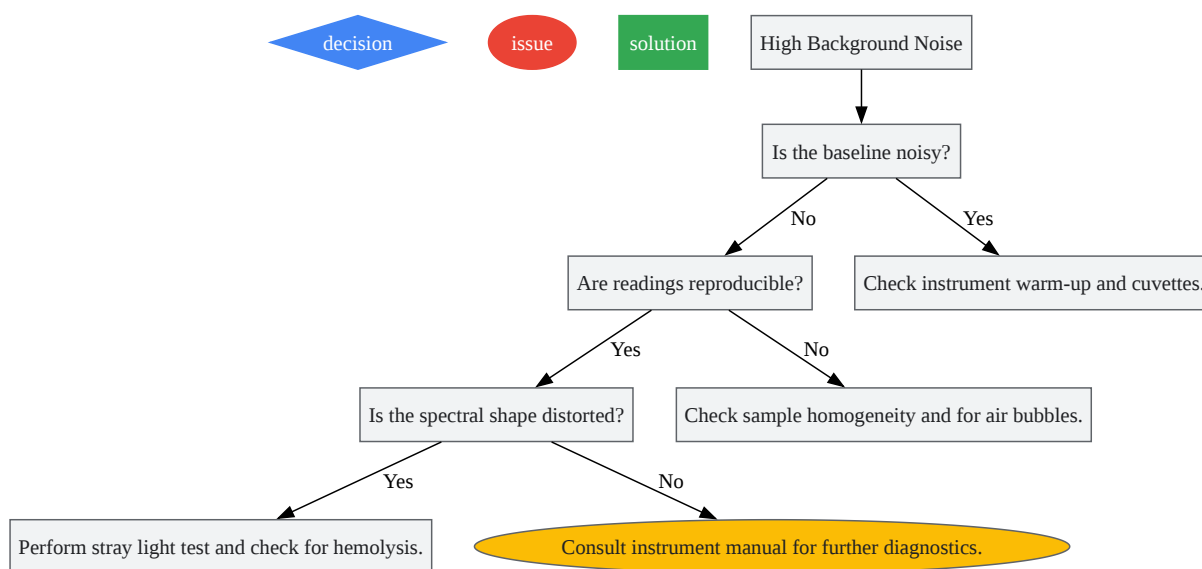 decision
issue
solution
High Background Noise
Is the baseline noisy?
No
Yes
Are readings reproducible?
Check instrument warm-up and cuvettes.
Yes
No
Is the spectral shape distorted?
Check sample homogeneity and for air bubbles.
Yes
No
Perform stray light test and check for hemolysis.
Consult instrument manual for further diagnostics.